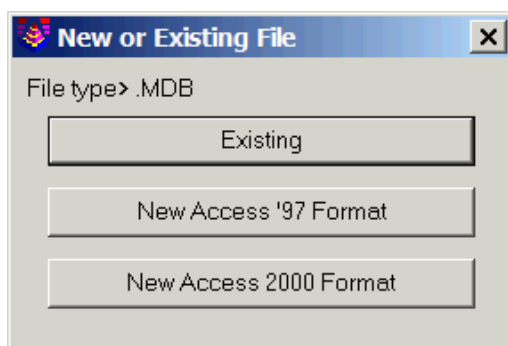 New or Existing File
File type> .MDB
Existing
New Access '97 Format
New Access 2000 Format